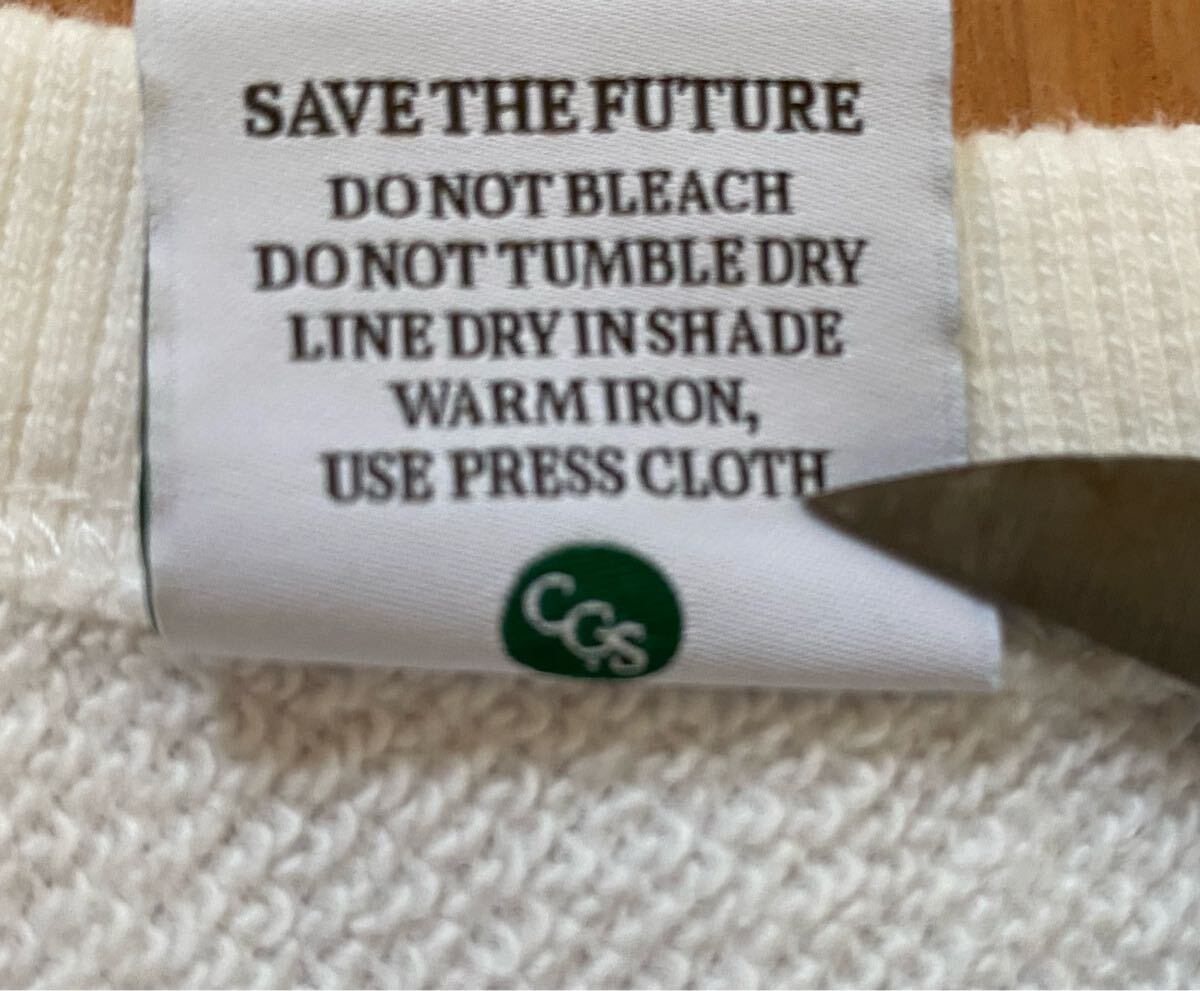 SAVE THE FUTURE
DO NOT BLEACH
DO NOT TUMBLE DRY
LINE DRY IN SHADE
WARM IRON,
USE PRESS CLOTH
CGS